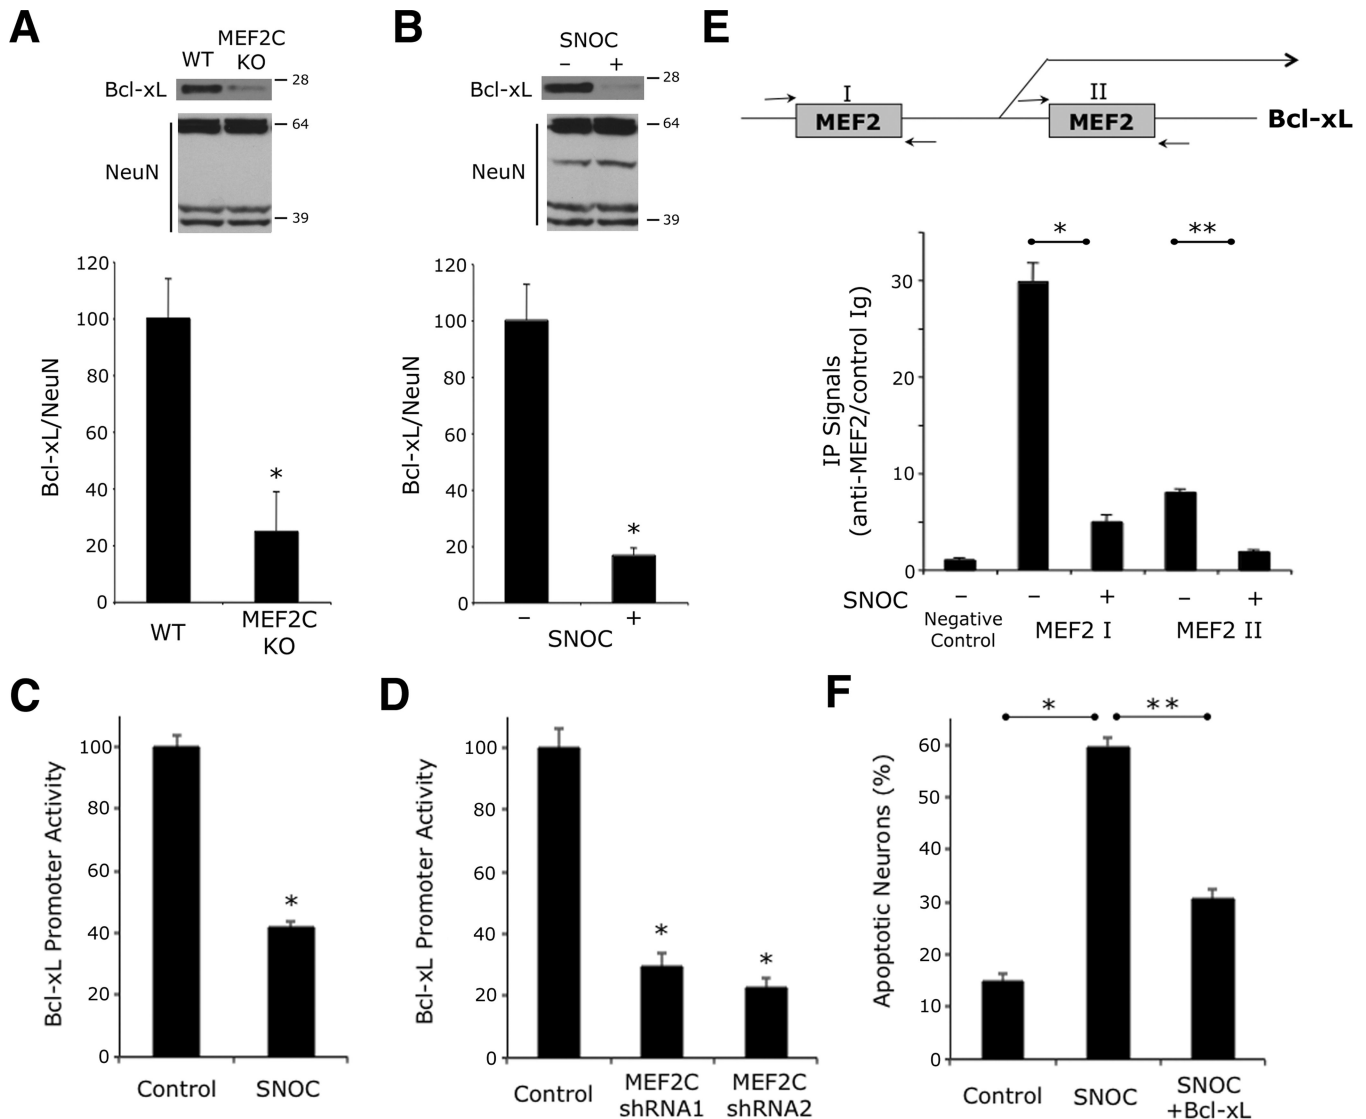 A
WT
MEF2C
KO
Bcl-xL
28
64
NeuN
39
120
100
80
60
40
20
0
Bcl-xL/NeuN
*
WT
MEF2C
KO
B
SNOC
– +
Bcl-xL
28
64
NeuN
39
120
100
80
60
40
20
0
Bcl-xL/NeuN
*
– +
SNOC
E
I
II
MEF2
MEF2
Bcl-xL
* **
30
20
10
0
IP Signals
(anti-MEF2/control Ig)
SNOC – – + – +
Negative
Control
MEF2 I
MEF2 II
C
100
80
60
40
20
0
Bcl-xL Promoter Activity
*
Control
SNOC
D
100
80
60
40
20
0
Bcl-xL Promoter Activity
*
*
Control
MEF2C
shRNA1
MEF2C
shRNA2
F
* **
60
50
40
30
20
10
0
Apoptotic Neurons (%)
Control
SNOC
SNOC
+Bcl-xL